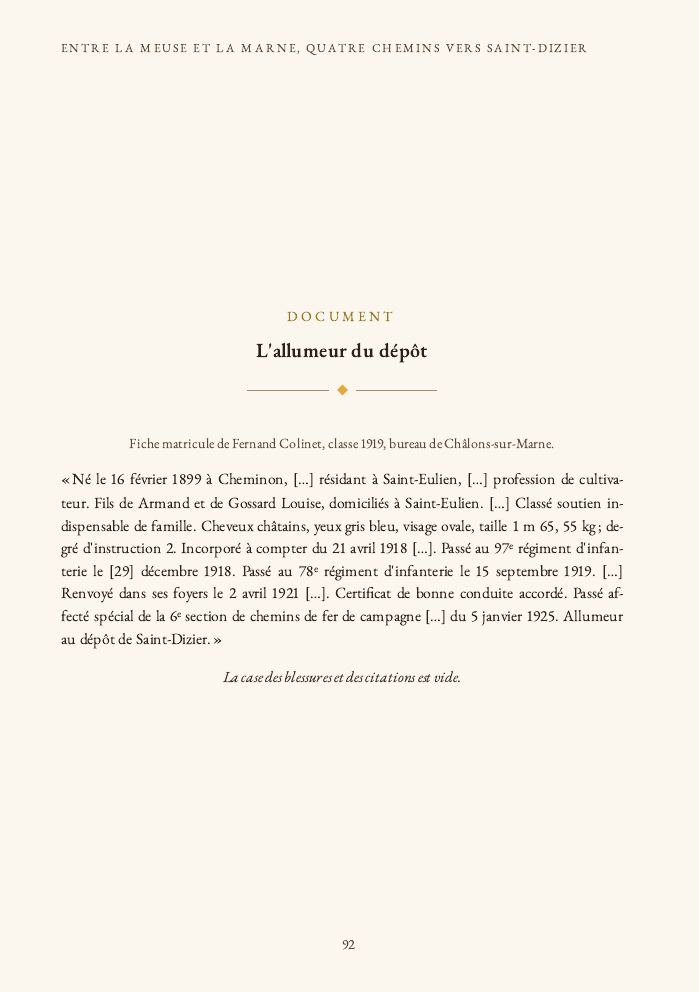 ENTRE LA MEUSE ET LA MARNE, QUATRE CHEMINS VERS SAINT-DIZIER
DOCUMENT
L'allumeur du dépôt
Fiche matricule de Fernand Colinet, classe 1919, bureau de Châlons-sur-Marne.
« Né le 16 février 1899 à Cheminon, [...] résidant à Saint-Eulien, [...] profession de cultiva-
teur. Fils de Armand et de Gossard Louise, domiciliés à Saint-Eulien. [...] Classé soutien in-
dispensable de famille. Cheveux châtains, yeux gris bleu, visage ovale, taille 1 m 65, 55 kg ; de-
gré d'instruction 2. Incorporé à compter du 21 avril 1918 [...]. Passé au 97e régiment d'infan-
terie le [29] décembre 1918. Passé au 78e régiment d'infanterie le 15 septembre 1919. [...]
Renvoyé dans ses foyers le 2 avril 1921 [...]. Certificat de bonne conduite accordé. Passé af-
fecté spécial de la 6e section de chemins de fer de campagne [...] du 5 janvier 1925. Allumeur
au dépôt de Saint-Dizier. »
La case des blessures et des citations est vide.
92